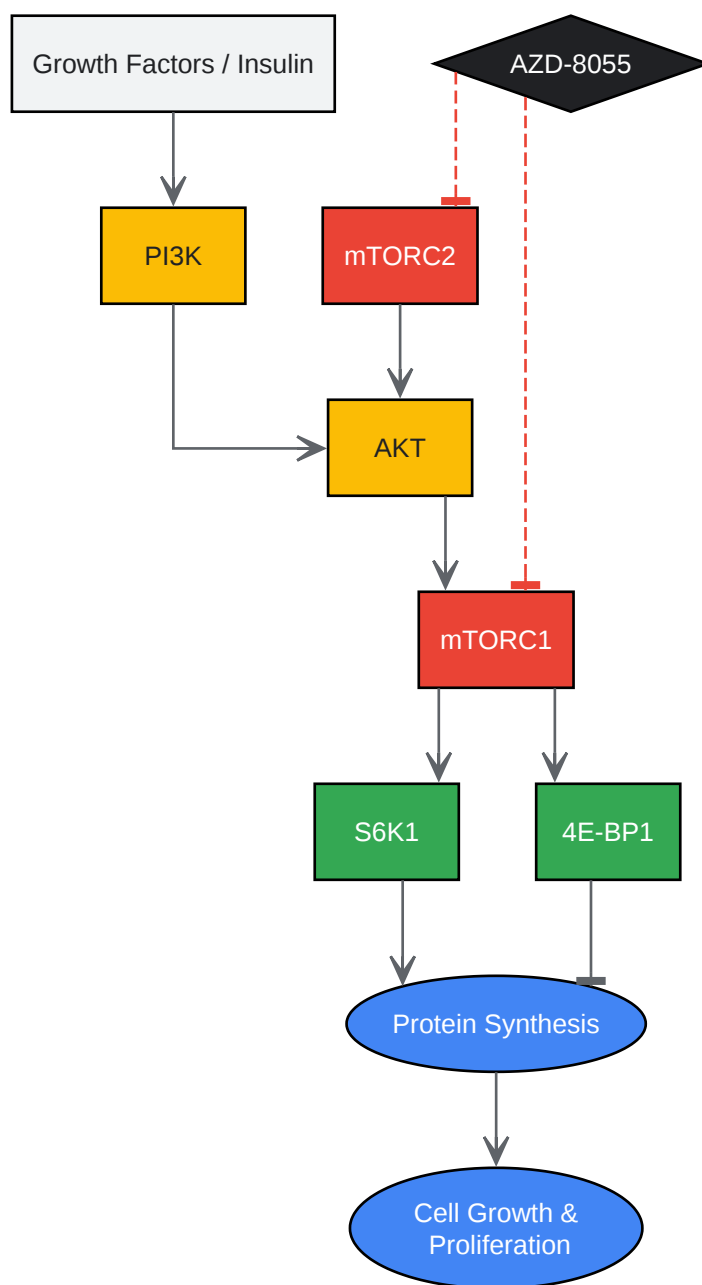 Growth Factors / Insulin
AZD-8055
PI3K
mTORC2
AKT
mTORC1
S6K1
4E-BP1
Protein Synthesis
Cell Growth &
Proliferation